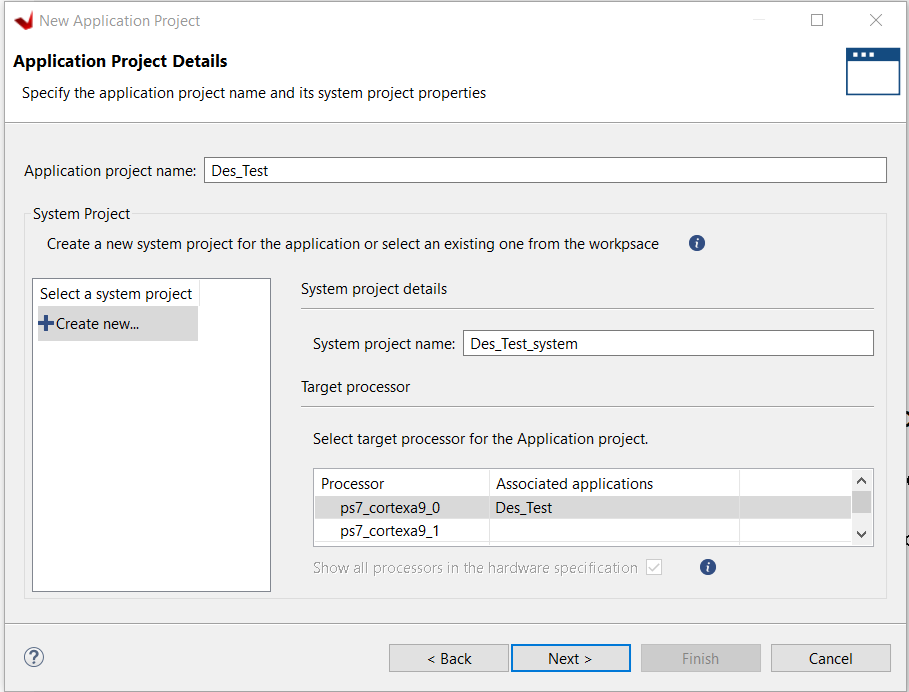 New Application Project
Application Project Details
Specify the application project name and its system project properties
Application project name: Des_Test
System Project
Create a new system project for the application or select an existing one from the workpsace
Select a system project
Create new...
System project details
System project name: Des_Test_system
Target processor
Select target processor for the Application project.
Processor Associated applications
ps7_cortexa9_0 Des_Test
ps7_cortexa9_1
Show all processors in the hardware specification
< Back Next > Finish Cancel